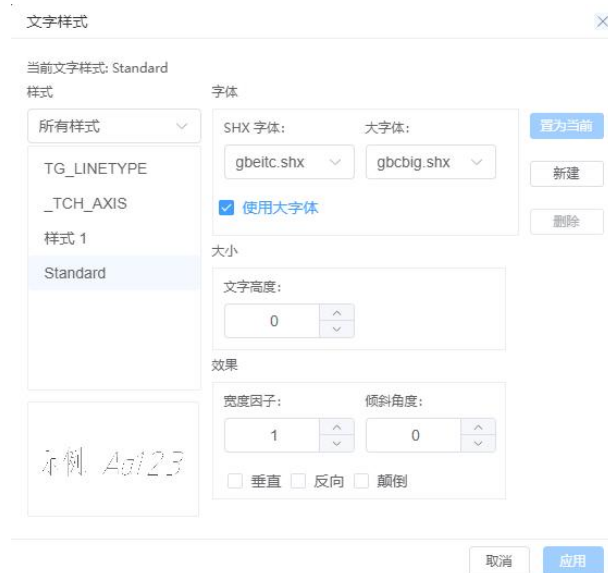 文字样式
当前文字样式: Standard
样式
字体
所有样式
SHX 字体:
大字体:
置为当前
gbeitc.shx
gbcbig.shx
新建
TG_LINETYPE
_TCH_AXIS
使用大字体
删除
样式 1
大小
Standard
文字高度:
0
效果
宽度因子:
倾斜角度:
1
0
示例 Aa123
垂直
反向
颠倒
取消
应用